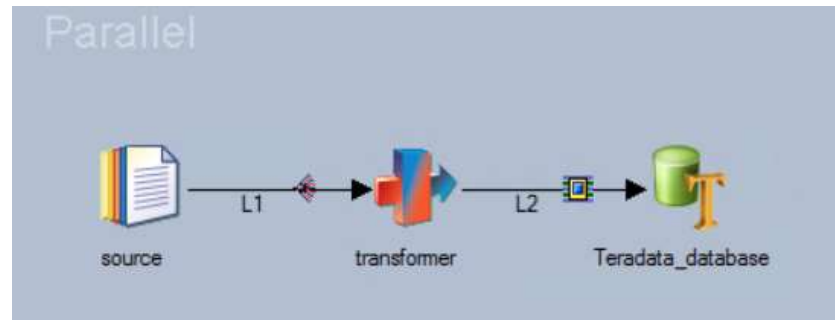 Parallel
L1
L2
source
transformer
Teradata_database